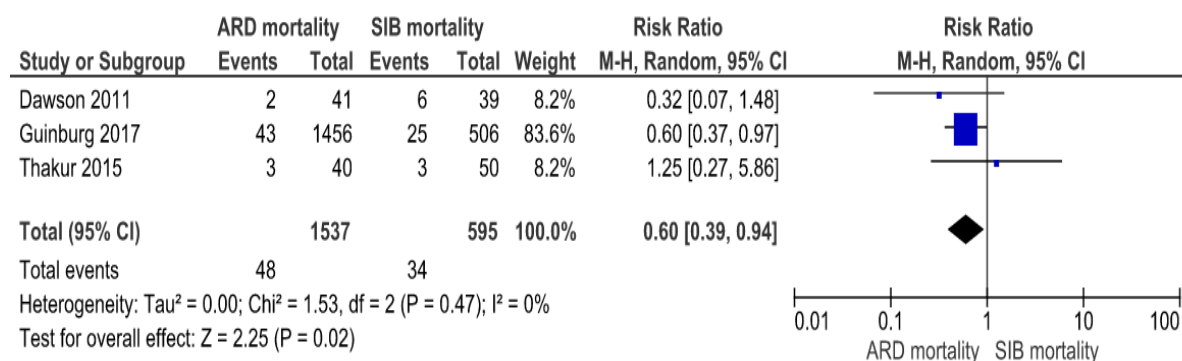 ARD mortality SIB mortality Risk Ratio Risk Ratio
Study or Subgroup Events Total Events Total Weight M-H, Random, 95% CI M-H, Random, 95% CI
Dawson 2011 2 41 6 39 8.2% 0.32 [0.07, 1.48]
Guinburg 2017 43 1456 25 506 83.6% 0.60 [0.37, 0.97]
Thakur 2015 3 40 3 50 8.2% 1.25 [0.27, 5.86]
Total (95% CI) 1537 595 100.0% 0.60 [0.39, 0.94]
Total events 48 34
Heterogeneity: Tau² = 0.00; Chi² = 1.53, df = 2 (P = 0.47); I² = 0%
Test for overall effect: Z = 2.25 (P = 0.02)
0.01 0.1 1 10 100
ARD mortality SIB mortality